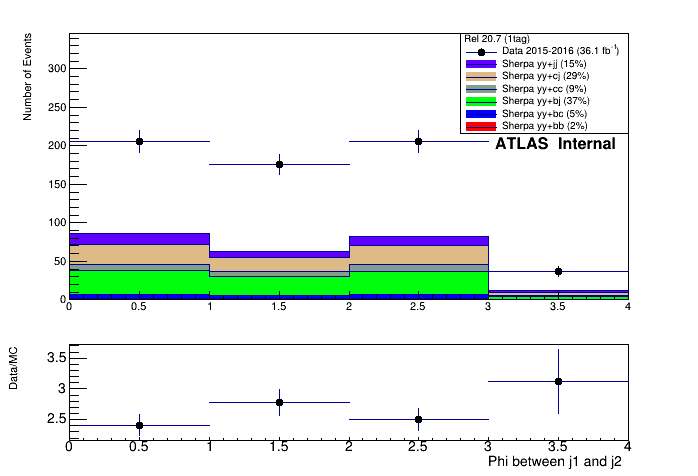 Number of Events
Rel 20.7 (1tag)
Data 2015-2016 (36.1 fb⁻¹)
Sherpa yy+jj (15%)
Sherpa yy+cj (29%)
Sherpa yy+cc (9%)
Sherpa yy+bj (37%)
Sherpa yy+bc (5%)
Sherpa yy+bb (2%)
ATLAS Internal
300
250
200
150
100
50
0
0 0.5 1 1.5 2 2.5 3 3.5 4
Data/MC
3.5
3
2.5
2
0 0.5 1 1.5 2 2.5 3 3.5 4
Phi between j1 and j2